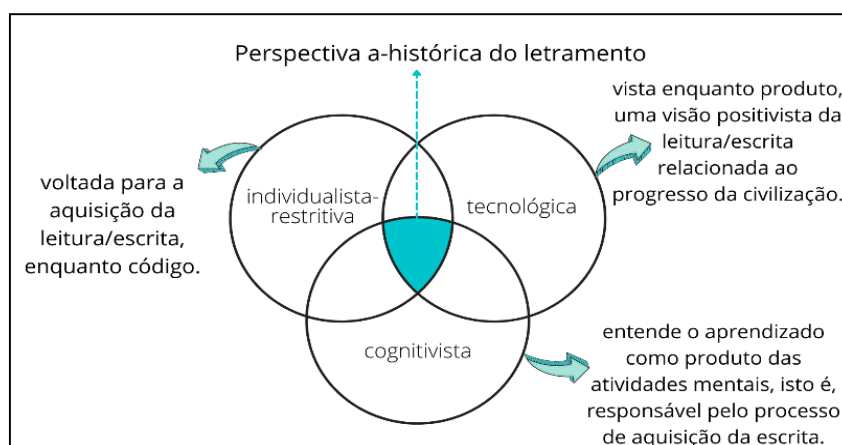 Perspectiva a-histórica do letramento
vista enquanto produto,
uma visão positivista da
leitura/escrita
relacionada ao
progresso da civilização.
voltada para a
aquisição da
leitura/escrita,
enquanto código.
individualista-
restritiva
tecnológica
cognitivista
entende o aprendizado
como produto das
atividades mentais, isto é,
responsável pelo processo
de aquisição da escrita.